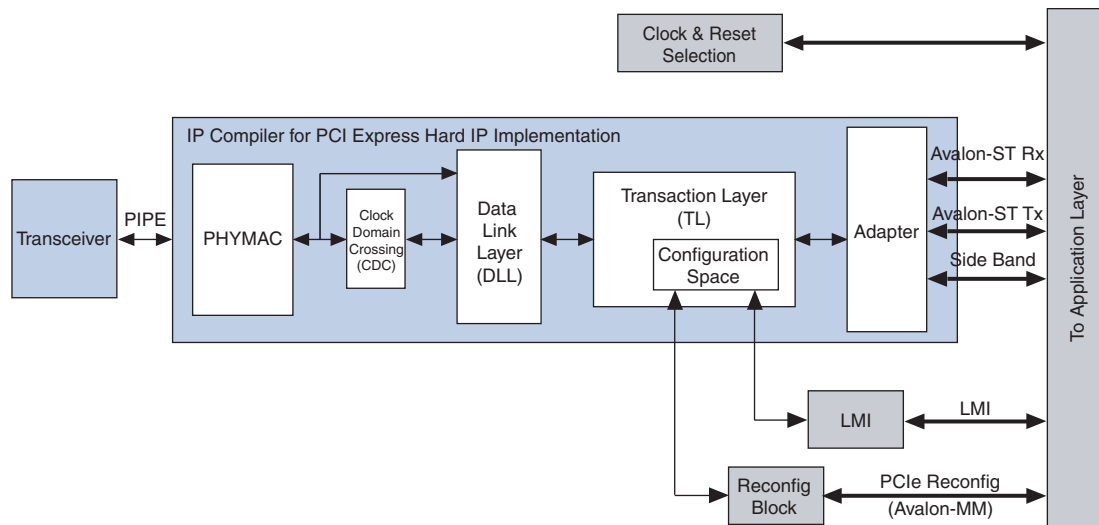 Clock & Reset
Selection
IP Compiler for PCI Express Hard IP Implementation
Transceiver
PIPE
PHYMAC
Clock
Domain
Crossing
(CDC)
Data
Link
Layer
(DLL)
Transaction Layer
(TL)
Configuration
Space
Adapter
Avalon-ST Rx
Avalon-ST Tx
Side Band
To Application Layer
LMI
LMI
Reconfig
Block
PCIe Reconfig
(Avalon-MM)